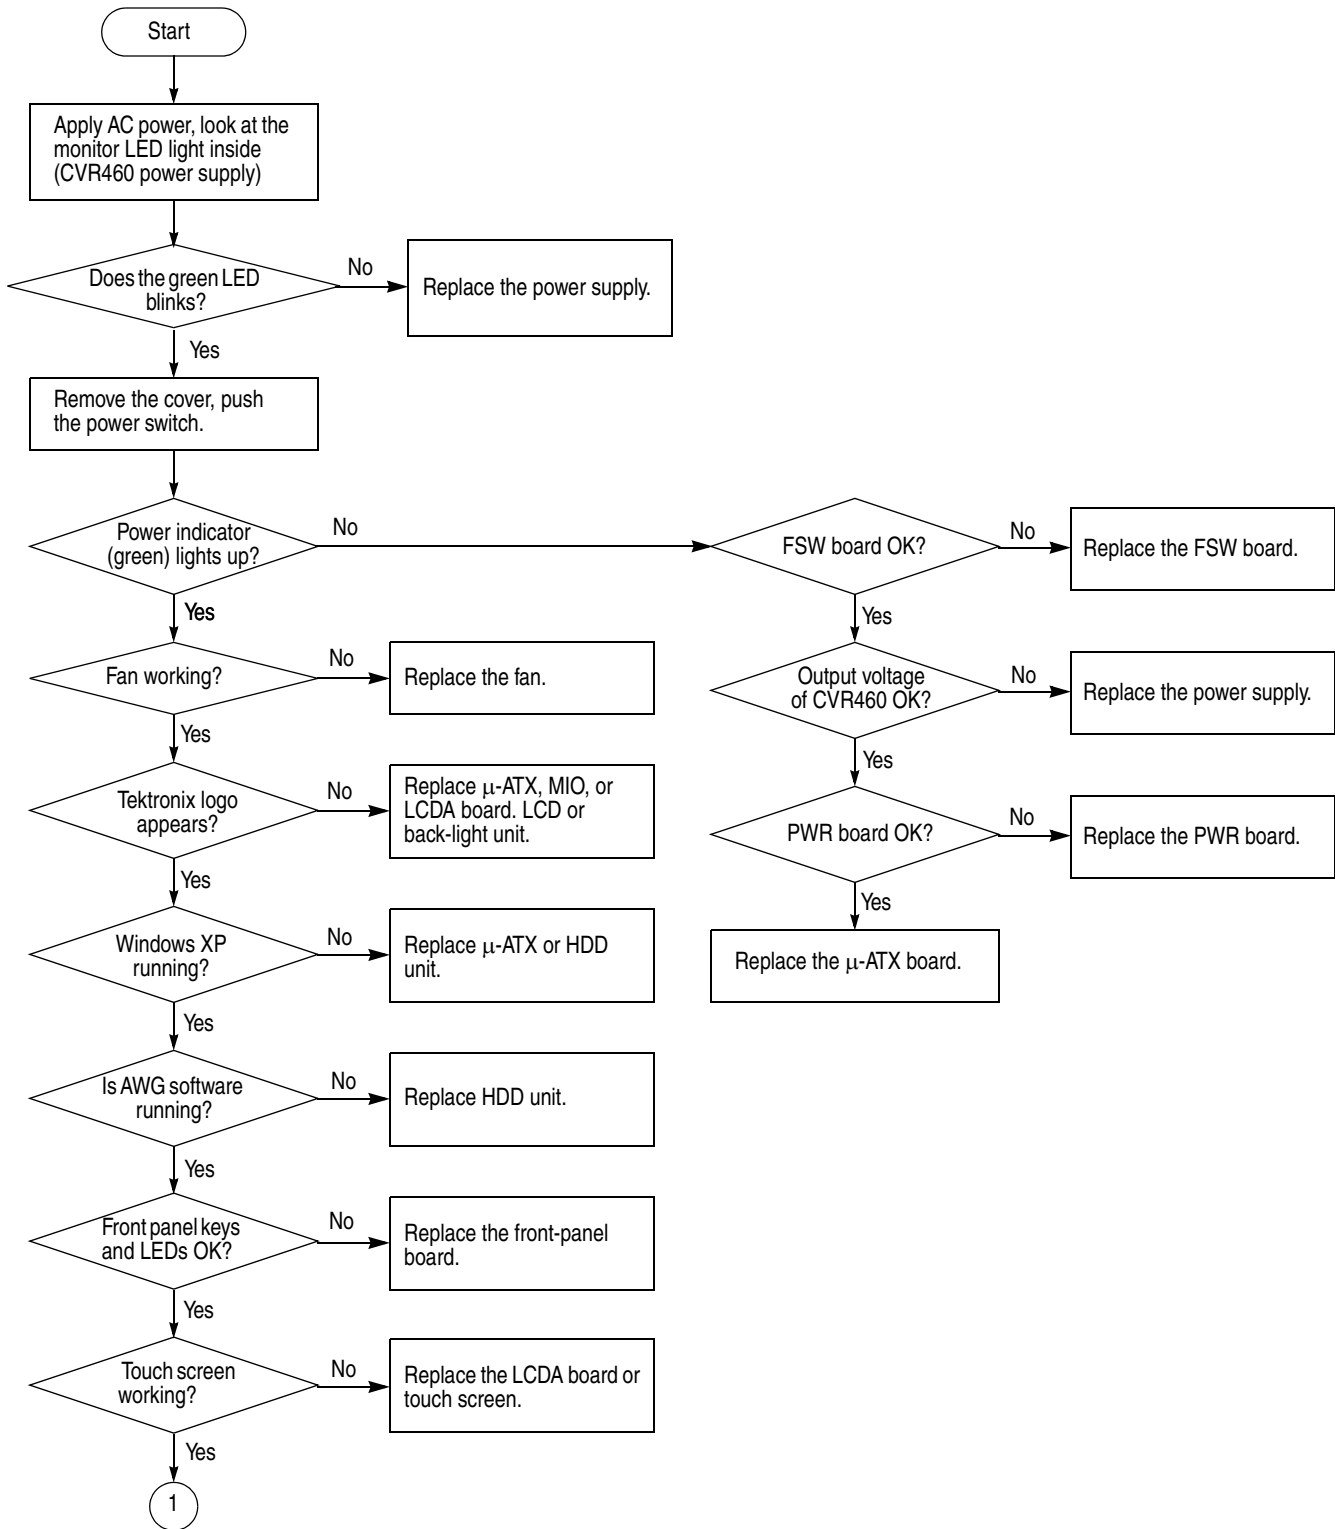 Start
Apply AC power, look at the
monitor LED light inside
(CVR460 power supply)
Does the green LED
blinks?
No
Replace the power supply.
Yes
Remove the cover, push
the power switch.
Power indicator
(green) lights up?
No
FSW board OK?
No
Replace the FSW board.
Yes
Yes
Fan working?
No
Replace the fan.
Output voltage
of CVR460 OK?
No
Replace the power supply.
Yes
Yes
Tektronix logo
appears?
No
Replace μ-ATX, MIO, or
LCDA board. LCD or
back-light unit.
PWR board OK?
No
Replace the PWR board.
Yes
Yes
Windows XP
running?
No
Replace μ-ATX or HDD
unit.
Replace the μ-ATX board.
Yes
Is AWG software
running?
No
Replace HDD unit.
Yes
Front panel keys
and LEDs OK?
No
Replace the front-panel
board.
Yes
Touch screen
working?
No
Replace the LCDA board or
touch screen.
Yes
1